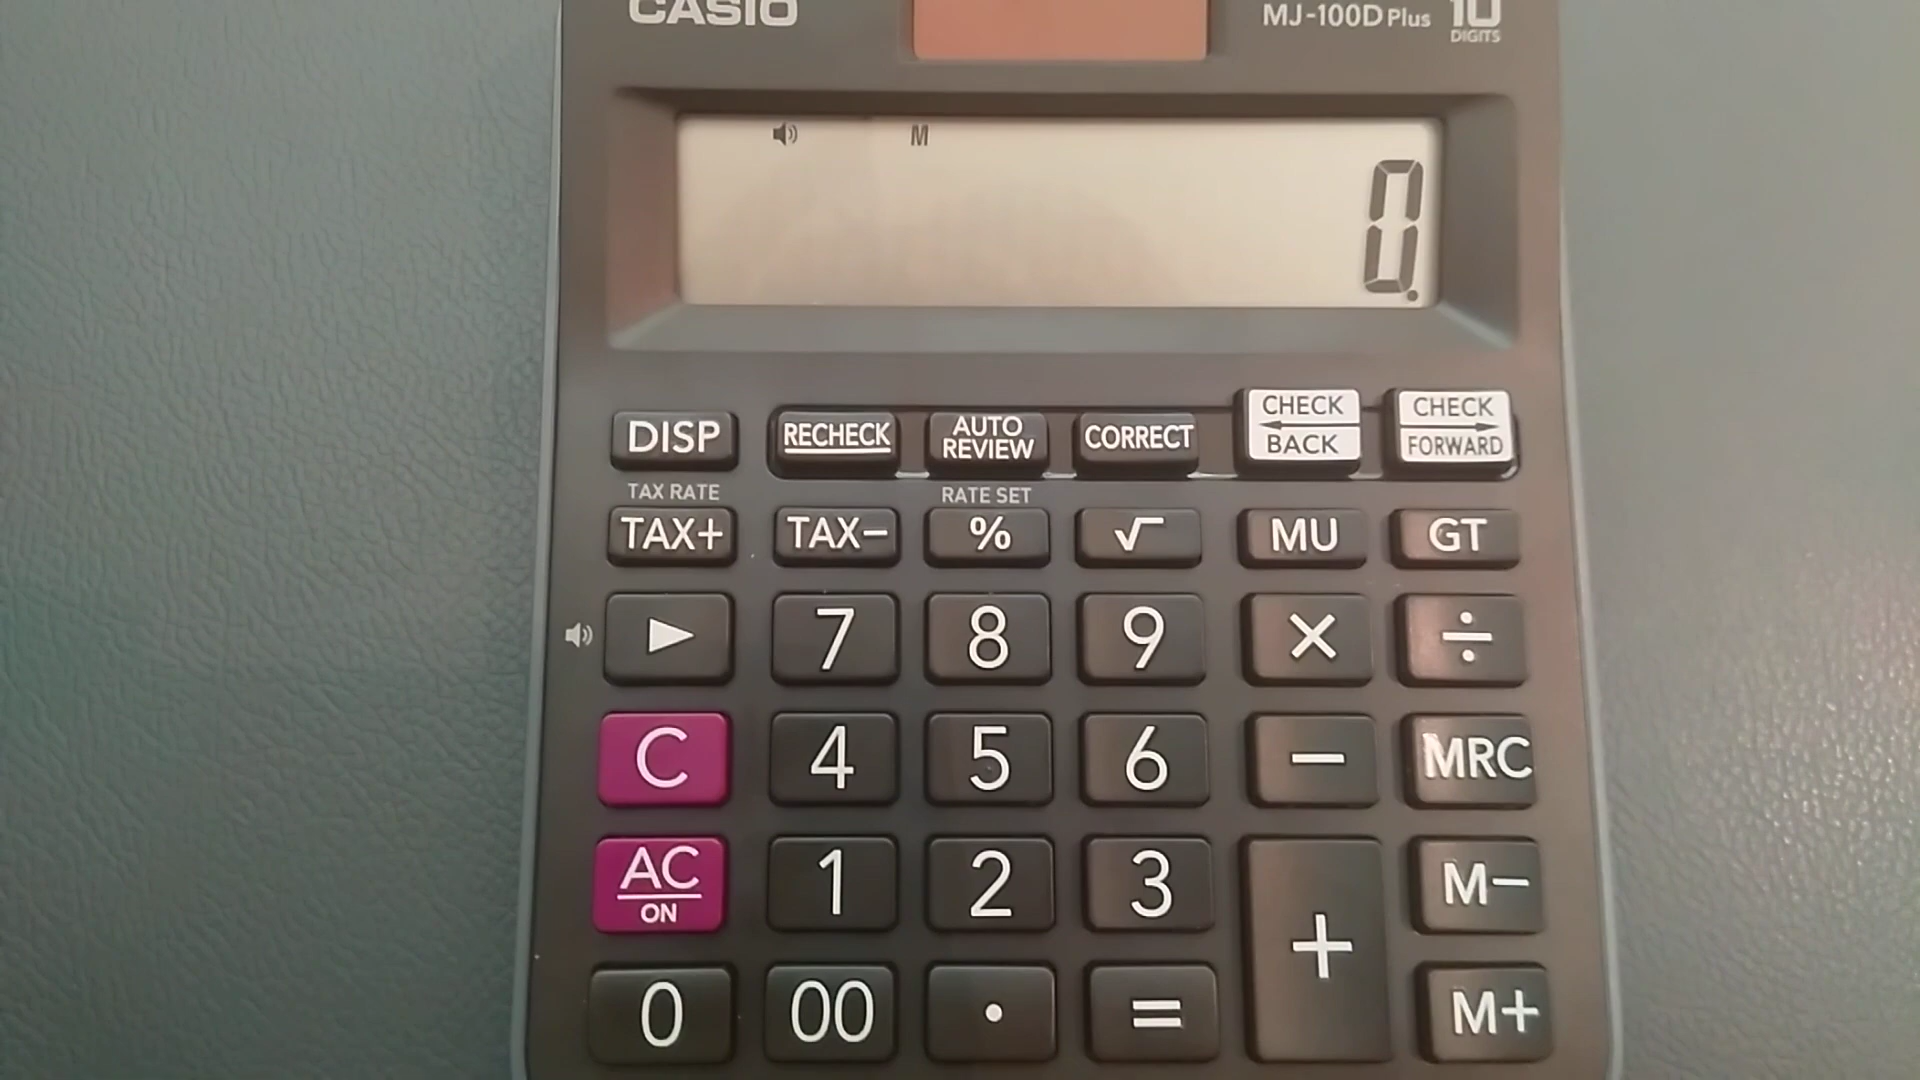 CASIO
MJ-100D Plus 10
DIGITS
M
0.
DISP RECHECK AUTO REVIEW CORRECT CHECK BACK CHECK FORWARD
TAX RATE RATE SET
TAX+ TAX− % √ MU GT
7 8 9 × ÷
C 4 5 6 − MRC
AC ON 1 2 3 + M−
0 00 . = M+